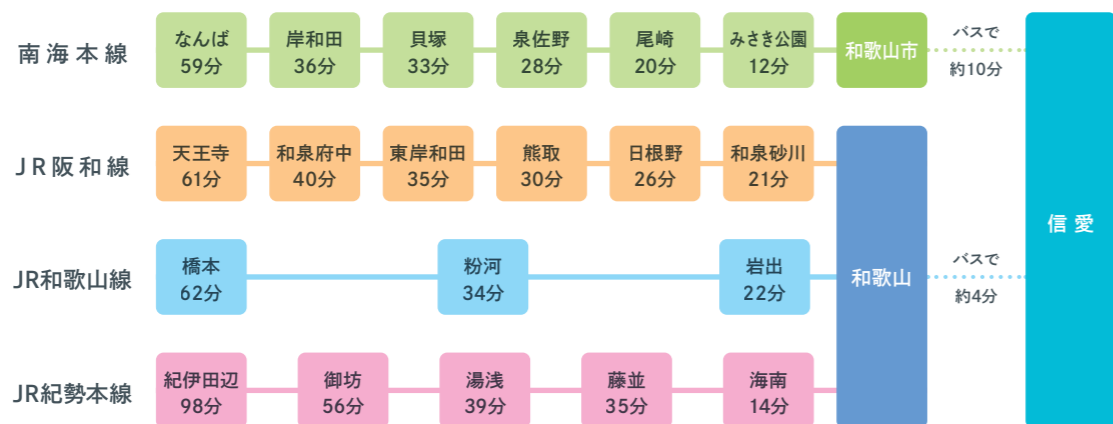 南海本線
なんば
59分
岸和田
36分
貝塚
33分
泉佐野
28分
尾崎
20分
みさき公園
12分
和歌山市
バスで
約10分
JR阪和線
天王寺
61分
和泉府中
40分
東岸和田
35分
熊取
30分
日根野
26分
和泉砂川
21分
JR和歌山線
橋本
62分
粉河
34分
岩出
22分
和歌山
バスで
約4分
信愛
JR紀勢本線
紀伊田辺
98分
御坊
56分
湯浅
39分
藤並
35分
海南
14分